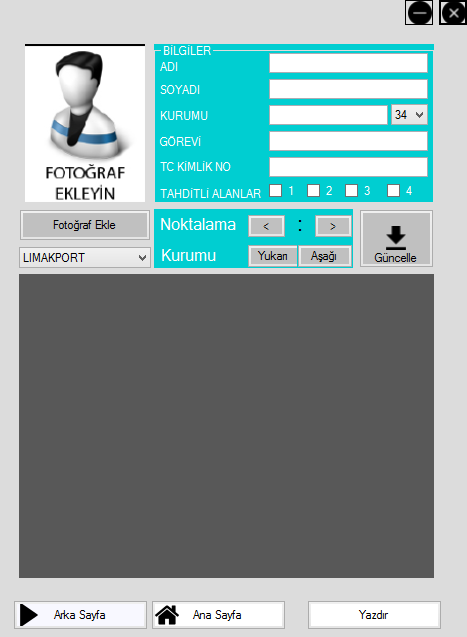 FOTOĞRAF
EKLEYİN
BİLGİLER
ADI
SOYADI
KURUMU 34
GÖREVİ
TC KİMLİK NO
TAHDİTLİ ALANLAR 1 2 3 4
Fotoğraf Ekle
LIMAKPORT
Noktalama < : >
Kurumu Yukarı Aşağı
Güncelle
Arka Sayfa
Ana Sayfa
Yazdır